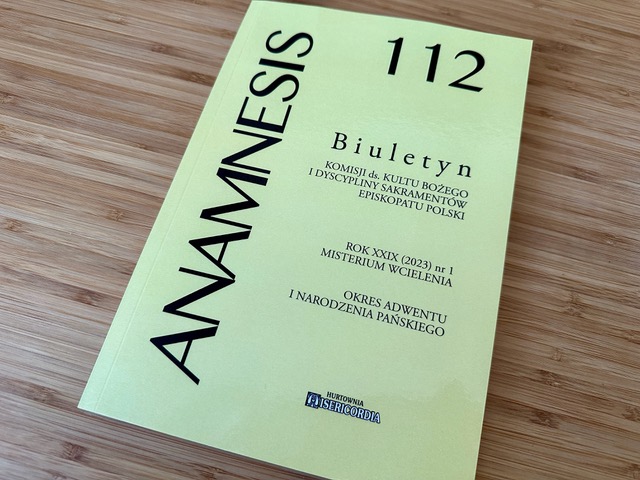 ANAMNESIS
112
Biuletyn
KOMISJI ds. KULTU BOŻEGO
I DYSCYPLINY SAKRAMENTÓW
EPISKOPATU POLSKI
ROK XXIX (2023) nr 1
MISTERIUM WCIELENIA
OKRES ADWENTU
I NARODZENIA PAŃSKIEGO
HURTOWNIA
MISERICORDIA